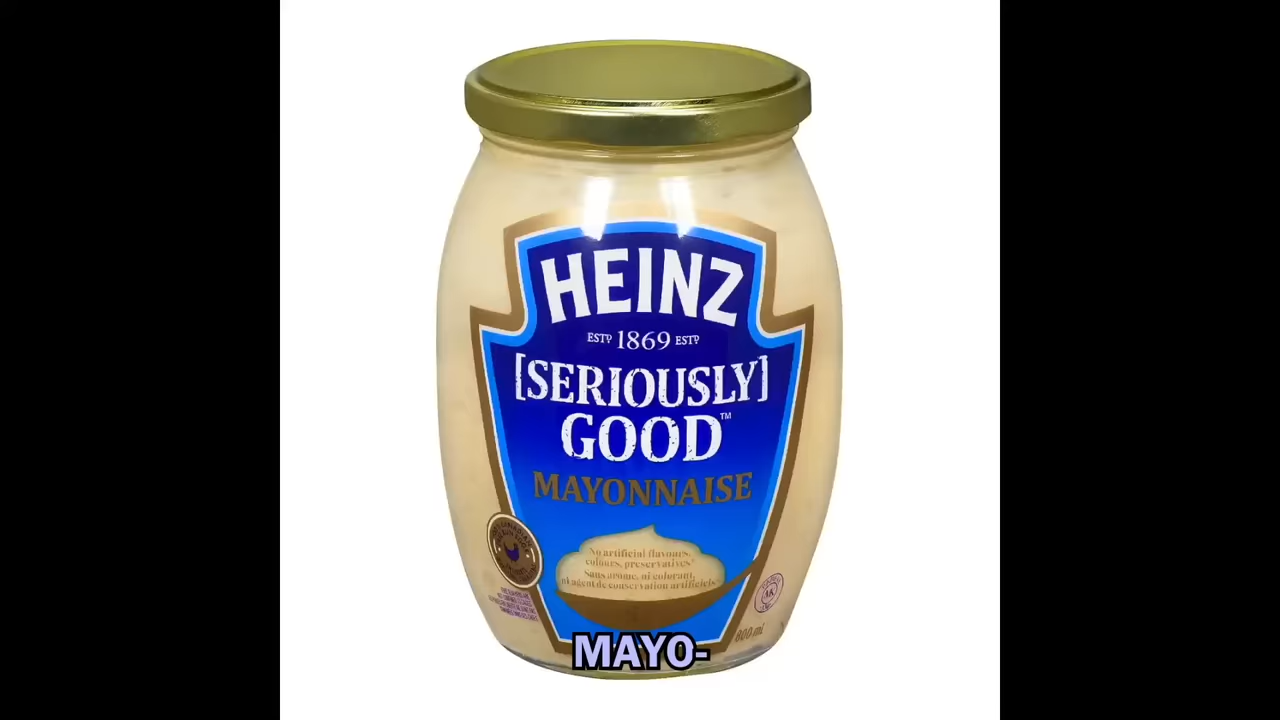 HEINZ
ESTD 1869 ESTD
[SERIOUSLY]
GOOD™
MAYONNAISE
No artificial flavours,
colours, preservatives
Sans arôme, ni colorant,
ni agent de conservation artificiels
MK
800 mL
MAYO-